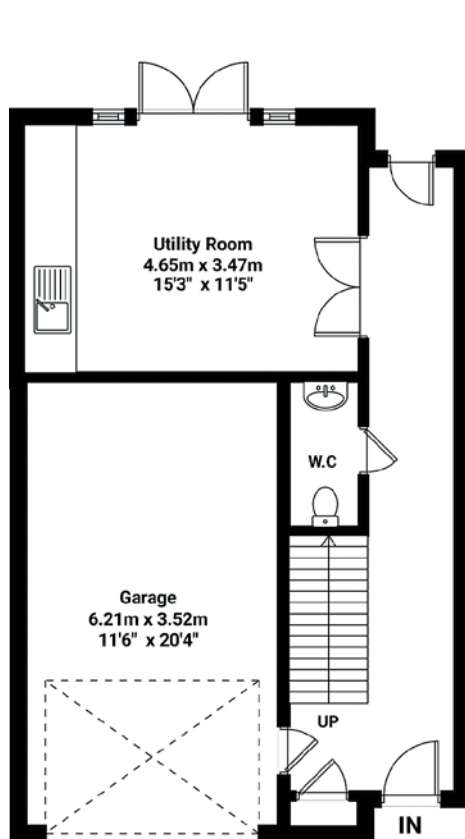 Utility Room
4.65m x 3.47m
15'3" x 11'5"
W.C
Garage
6.21m x 3.52m
11'6" x 20'4"
UP
IN